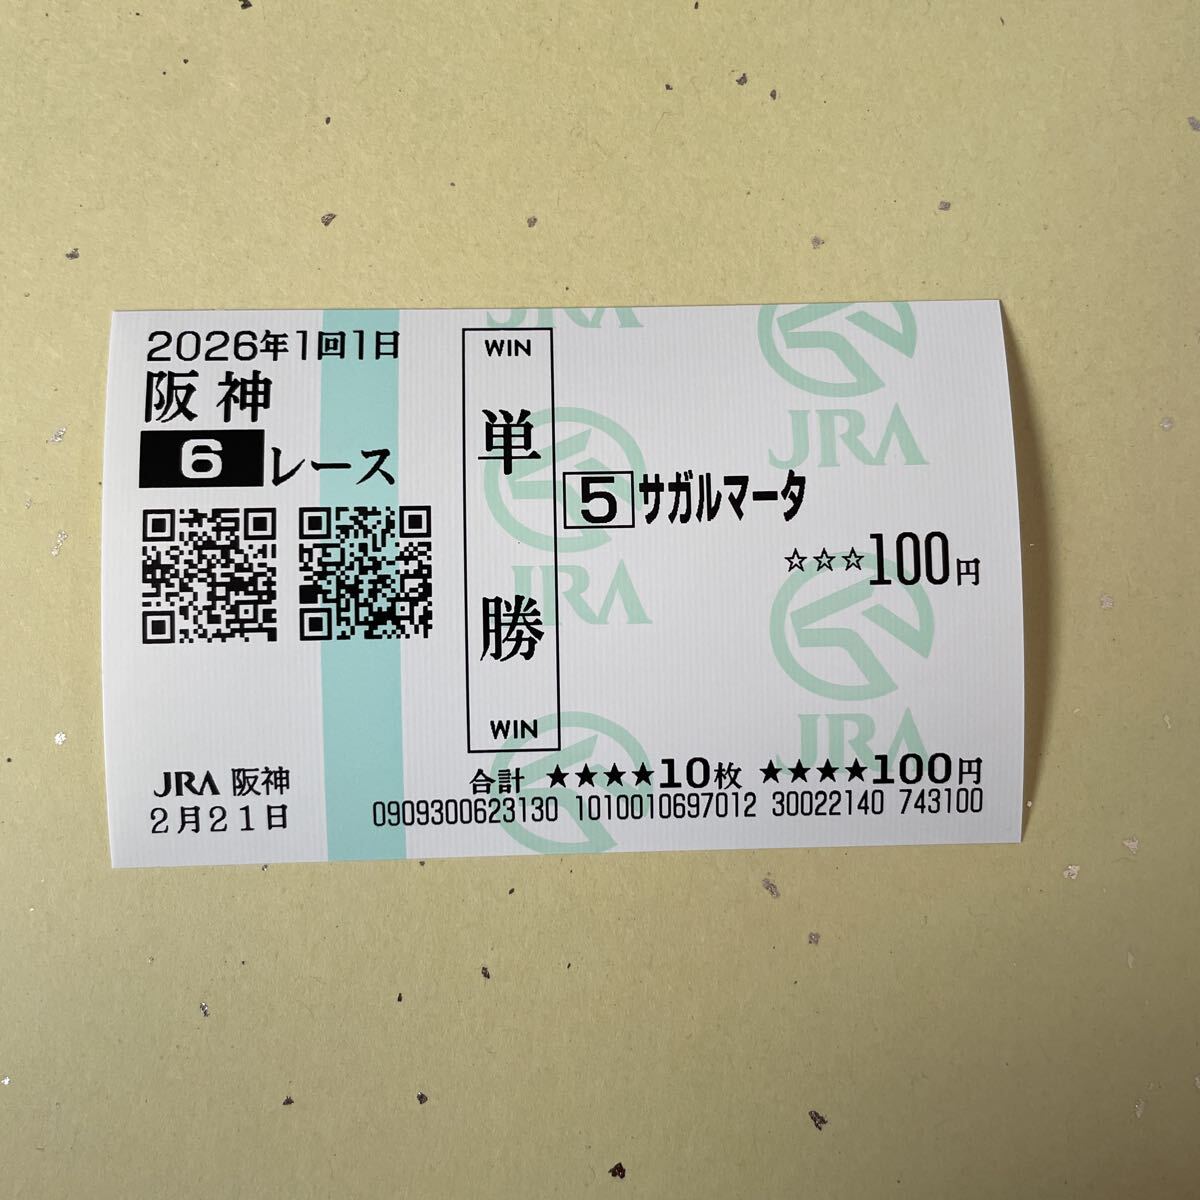 2026年1回1日
阪神
6レース
JRA 阪神
2月21日
WIN
単勝
WIN
5 サガルマータ
☆☆☆100円
合計 ★★★★10枚 ★★★★100円
0909300623130 1010010697012 30022140 743100
JRA
JRA
JRA
JRA